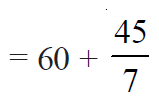 = 60 + 45/7